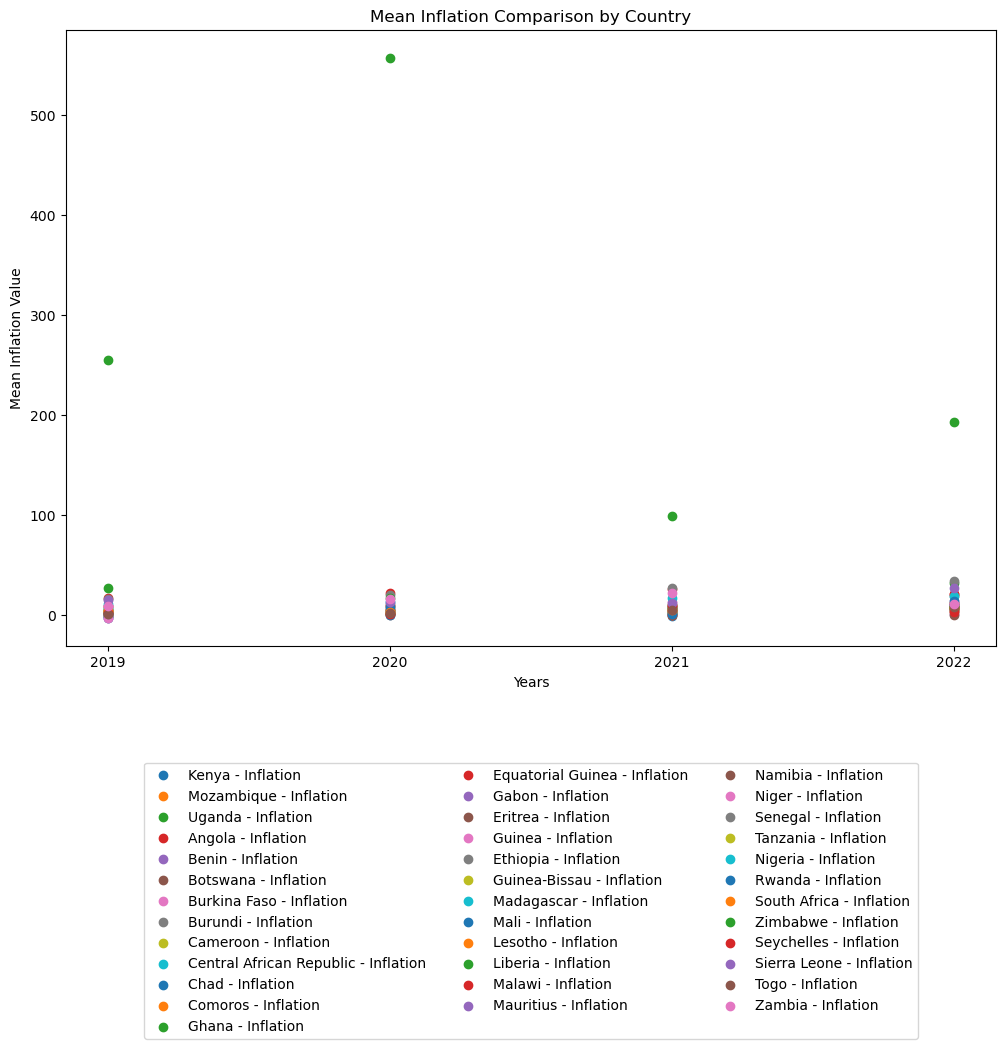 Mean Inflation Comparison by Country
Mean Inflation Value
500
400
300
200
100
0
2019 2020 2021 2022
Years
Kenya - Inflation
Mozambique - Inflation
Uganda - Inflation
Angola - Inflation
Benin - Inflation
Botswana - Inflation
Burkina Faso - Inflation
Burundi - Inflation
Cameroon - Inflation
Central African Republic - Inflation
Chad - Inflation
Comoros - Inflation
Ghana - Inflation
Equatorial Guinea - Inflation
Gabon - Inflation
Eritrea - Inflation
Guinea - Inflation
Ethiopia - Inflation
Guinea-Bissau - Inflation
Madagascar - Inflation
Mali - Inflation
Lesotho - Inflation
Liberia - Inflation
Malawi - Inflation
Mauritius - Inflation
Namibia - Inflation
Niger - Inflation
Senegal - Inflation
Tanzania - Inflation
Nigeria - Inflation
Rwanda - Inflation
South Africa - Inflation
Zimbabwe - Inflation
Seychelles - Inflation
Sierra Leone - Inflation
Togo - Inflation
Zambia - Inflation